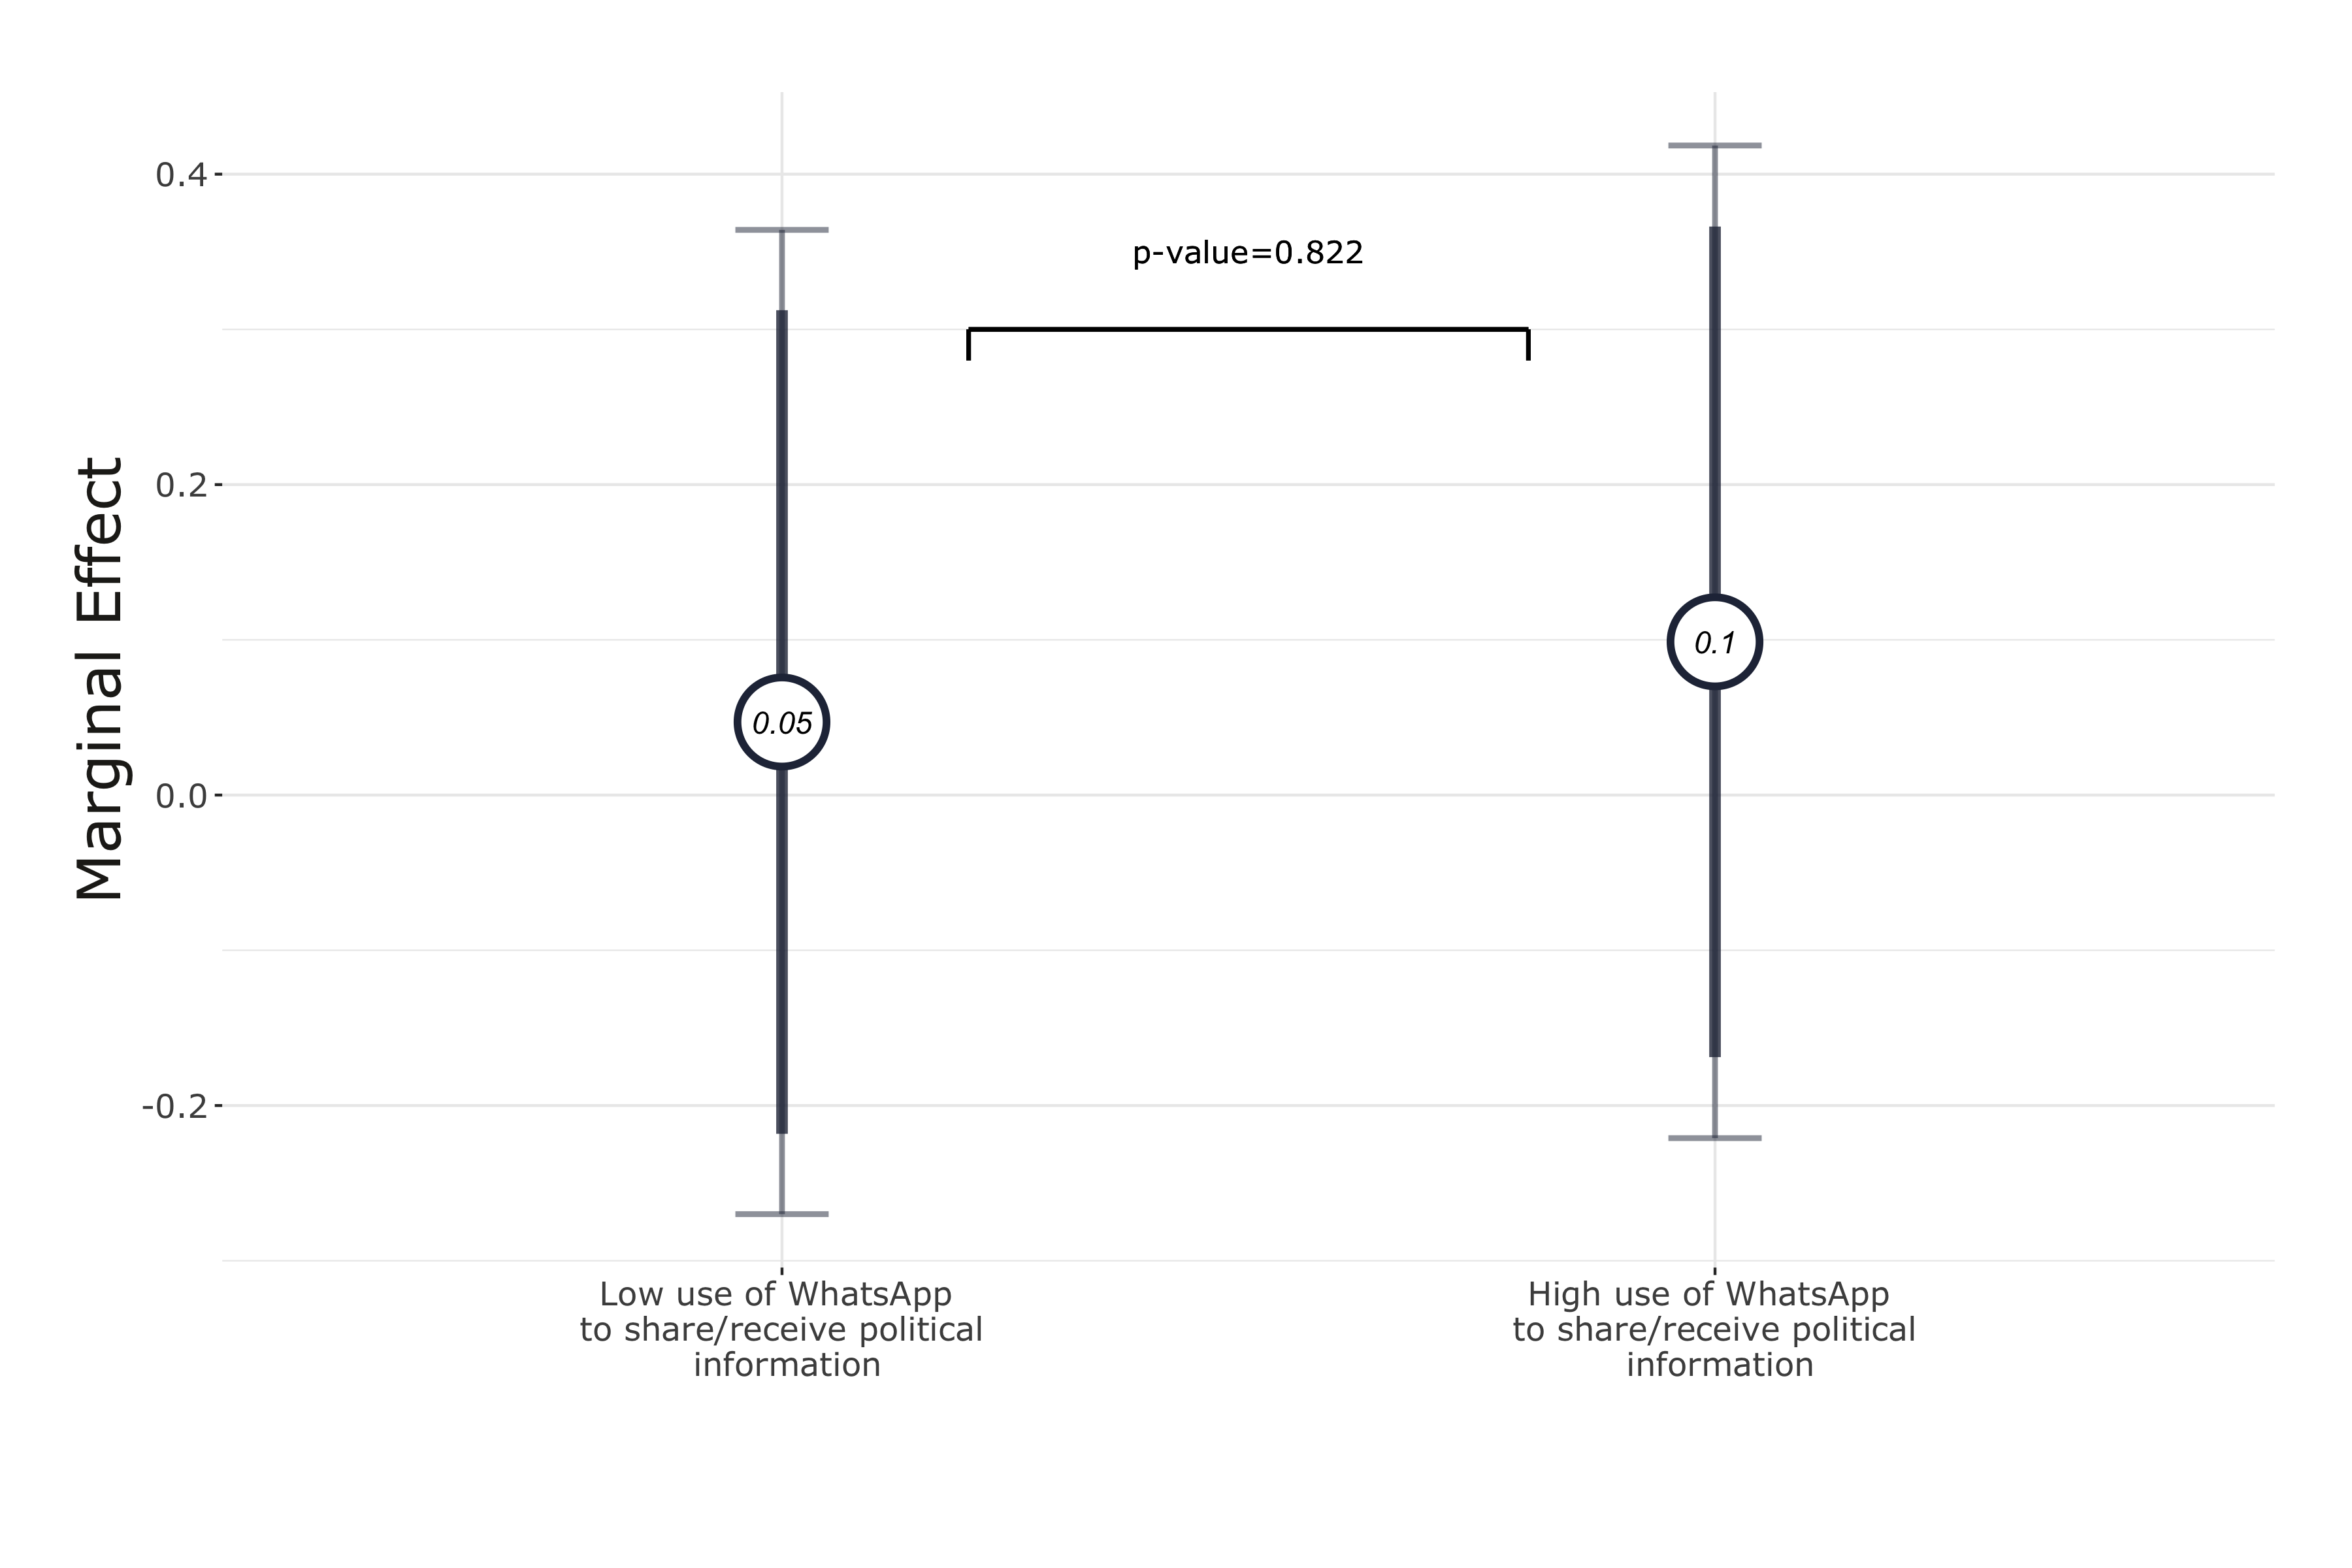 Marginal Effect
0.4
0.2
0.0
-0.2
p-value=0.822
0.05
0.1
Low use of WhatsApp
to share/receive political
information
High use of WhatsApp
to share/receive political
information